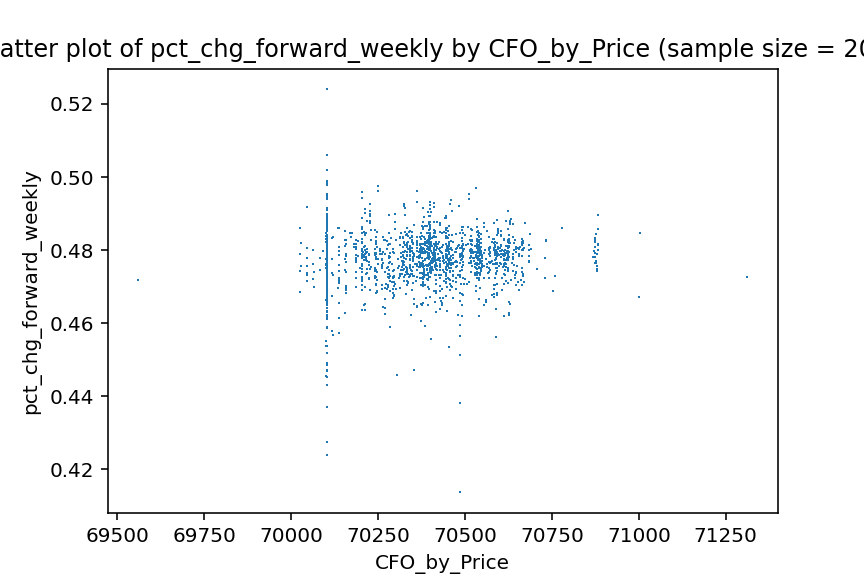 atter plot of pct_chg_forward_weekly by CFO_by_Price (sample size = 20
0.52
0.50
0.48
0.46
0.44
0.42
pct_chg_forward_weekly
69500 69750 70000 70250 70500 70750 71000 71250
CFO_by_Price